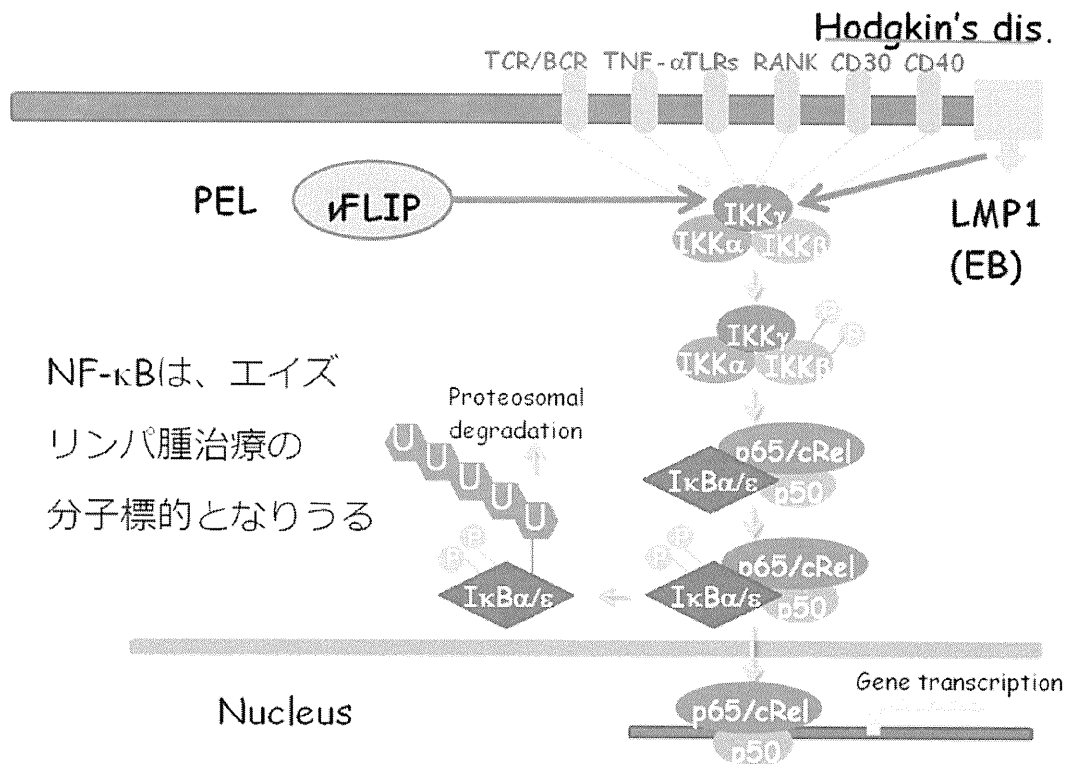 Hodgkin's dis.
TCR/BCR TNF-αTLRs RANK CD30 CD40
PEL
vFLIP
IKKγ
IKKα IKKβ
LMP1
(EB)
P
P
IKKγ
IKKα IKKβ
NF-κBは、エイズ
リンパ腫治療の
分子標的となりうる
Proteosomal
degradation
U
U
U
U
U
p65/cRel
IκBα/ε
p50
P P
IκBα/ε
P P
p65/cRel
IκBα/ε
p50
Nucleus
Gene transcription
p65/cRel
p50